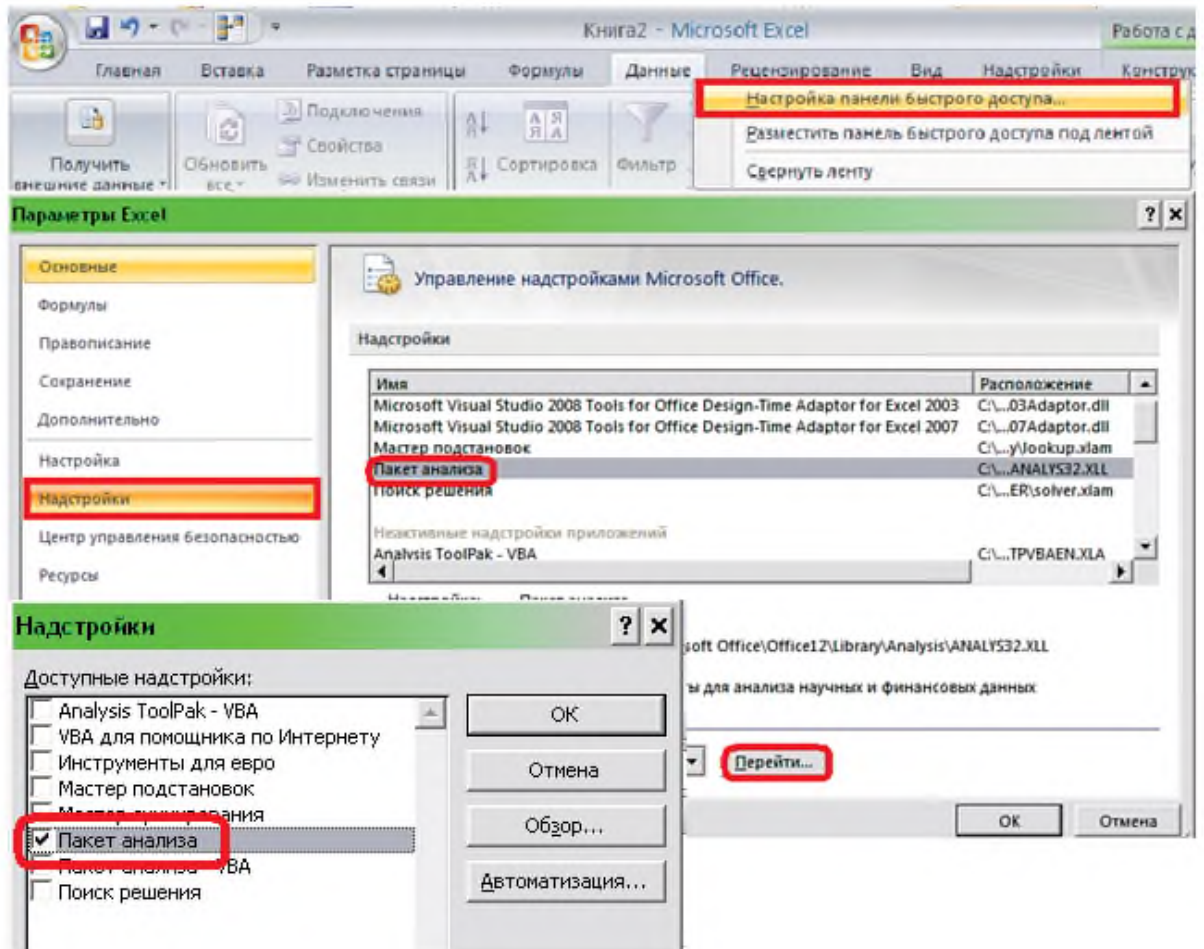 Книга2 - Microsoft Excel
Работа с д
Главная Вставка Разметка страницы Формулы Данные Рецензирование Вид Надстройки Конструк
Настройка панели быстрого доступа...
Разместить панель быстрого доступа под лентой
Свернуть ленту
Получить
внешние данные
Обновить
все
Подключения
Свойства
Изменить связи
Сортировка
Фильтр
Параметры Excel
Основные
Формулы
Правописание
Сохранение
Дополнительно
Настройка
Надстройки
Центр управления безопасностью
Ресурсы
Управление надстройками Microsoft Office.
Надстройки
Имя Расположение
Microsoft Visual Studio 2008 Tools for Office Design-Time Adaptor for Excel 2003 C:\...03Adaptor.dll
Microsoft Visual Studio 2008 Tools for Office Design-Time Adaptor for Excel 2007 C:\...07Adaptor.dll
Мастер подстановок C:\...y\lookup.xlam
Пакет анализа C:\...ANALYS32.XLL
Поиск решения C:\...ER\solver.xlam
Неактивные надстройки приложений
Analysis ToolPak - VBA C:\...TPVBAEN.XLA
soft Office\Office12\Library\Analysis\ANALYS32.XLL
ы для анализа научных и финансовых данных
Перейти...
ОК Отмена
Надстройки
Доступные надстройки:
Analysis ToolPak - VBA
VBA для помощника по Интернету
Инструменты для евро
Мастер подстановок
Пакет анализа
Поиск решения
ОК
Отмена
Обзор...
Автоматизация...